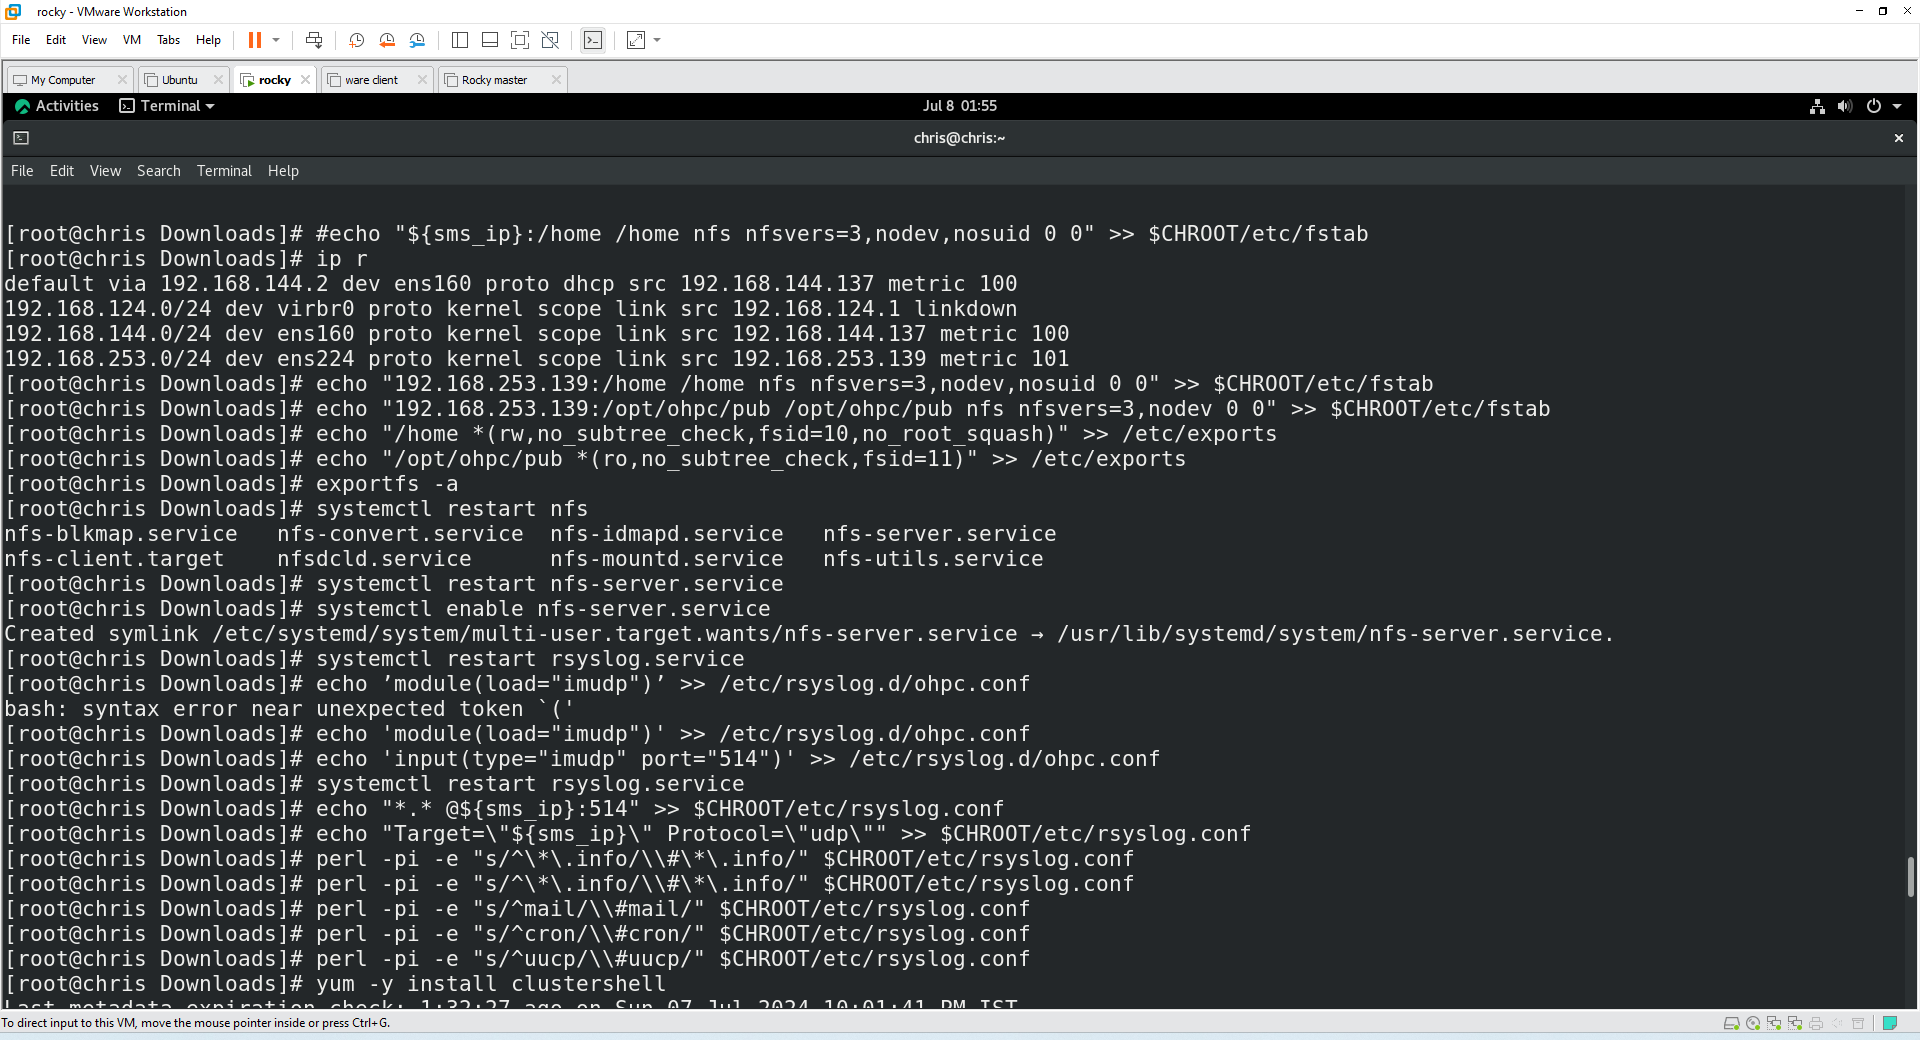 rocky - VMware Workstation
File Edit View VM Tabs Help
My Computer Ubuntu rocky ware client Rocky master
Activities Terminal Jul 8 01:55
chris@chris:~
File Edit View Search Terminal Help
[root@chris Downloads]# #echo "${sms_ip}:/home /home nfs nfsvers=3,nodev,nosuid 0 0" >> $CHROOT/etc/fstab
[root@chris Downloads]# ip r
default via 192.168.144.2 dev ens160 proto dhcp src 192.168.144.137 metric 100
192.168.124.0/24 dev virbr0 proto kernel scope link src 192.168.124.1 linkdown
192.168.144.0/24 dev ens160 proto kernel scope link src 192.168.144.137 metric 100
192.168.253.0/24 dev ens224 proto kernel scope link src 192.168.253.139 metric 101
[root@chris Downloads]# echo "192.168.253.139:/home /home nfs nfsvers=3,nodev,nosuid 0 0" >> $CHROOT/etc/fstab
[root@chris Downloads]# echo "192.168.253.139:/opt/ohpc/pub /opt/ohpc/pub nfs nfsvers=3,nodev 0 0" >> $CHROOT/etc/fstab
[root@chris Downloads]# echo "/home *(rw,no_subtree_check,fsid=10,no_root_squash)" >> /etc/exports
[root@chris Downloads]# echo "/opt/ohpc/pub *(ro,no_subtree_check,fsid=11)" >> /etc/exports
[root@chris Downloads]# exportfs -a
[root@chris Downloads]# systemctl restart nfs
nfs-blkmap.service nfs-convert.service nfs-idmapd.service nfs-server.service
nfs-client.target nfsdcld.service nfs-mountd.service nfs-utils.service
[root@chris Downloads]# systemctl restart nfs-server.service
[root@chris Downloads]# systemctl enable nfs-server.service
Created symlink /etc/systemd/system/multi-user.target.wants/nfs-server.service → /usr/lib/systemd/system/nfs-server.service.
[root@chris Downloads]# systemctl restart rsyslog.service
[root@chris Downloads]# echo ’module(load="imudp")’ >> /etc/rsyslog.d/ohpc.conf
bash: syntax error near unexpected token `('
[root@chris Downloads]# echo 'module(load="imudp")' >> /etc/rsyslog.d/ohpc.conf
[root@chris Downloads]# echo 'input(type="imudp" port="514")' >> /etc/rsyslog.d/ohpc.conf
[root@chris Downloads]# systemctl restart rsyslog.service
[root@chris Downloads]# echo "*.* @${sms_ip}:514" >> $CHROOT/etc/rsyslog.conf
[root@chris Downloads]# echo "Target=\"${sms_ip}\" Protocol=\"udp\"" >> $CHROOT/etc/rsyslog.conf
[root@chris Downloads]# perl -pi -e "s/^\*\.info/\\#\*\.info/" $CHROOT/etc/rsyslog.conf
[root@chris Downloads]# perl -pi -e "s/^\*\.info/\\#\*\.info/" $CHROOT/etc/rsyslog.conf
[root@chris Downloads]# perl -pi -e "s/^mail/\\#mail/" $CHROOT/etc/rsyslog.conf
[root@chris Downloads]# perl -pi -e "s/^cron/\\#cron/" $CHROOT/etc/rsyslog.conf
[root@chris Downloads]# perl -pi -e "s/^uucp/\\#uucp/" $CHROOT/etc/rsyslog.conf
[root@chris Downloads]# yum -y install clustershell
Last metadata expiration check: 1:32:27 ago on Sun 07 Jul 2024 10:01:41 PM IST
To direct input to this VM, move the mouse pointer inside or press Ctrl+G.